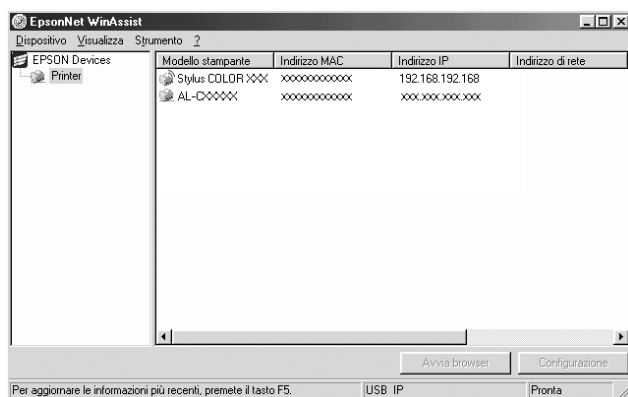 EpsonNet WinAssist
Dispositivo Visualizza Strumento ?
EPSON Devices
Printer
Modello stampante Indirizzo MAC Indirizzo IP Indirizzo di rete
Stylus COLOR XXX XXXXXXXXXXXX 192.168.192.168
AL-CXXXXX XXXXXXXXXXXX XXX.XXX.XXX.XXX
Avvia browser Configurazione
Per aggiornare le informazioni più recenti, premete il tasto F5. USB IP Pronta